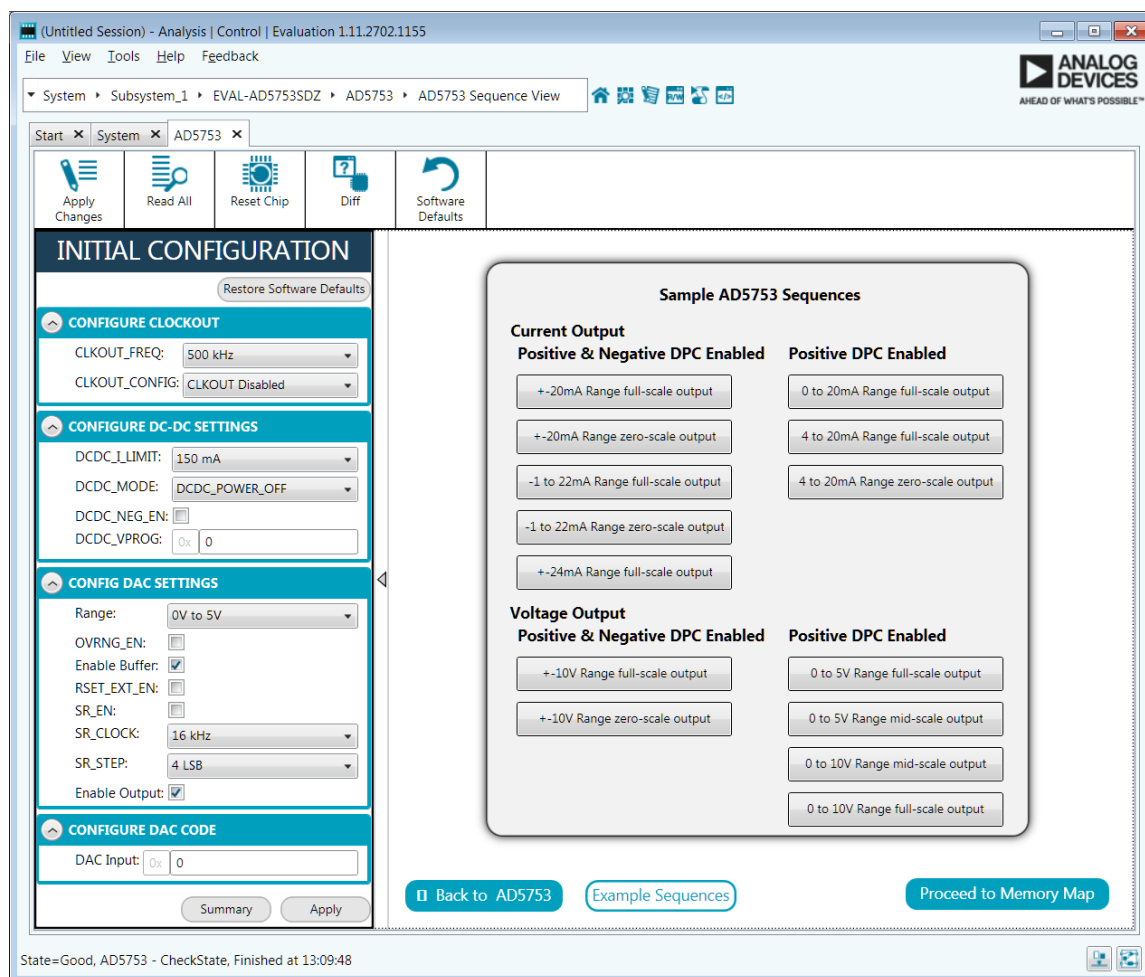 (Untitled Session) - Analysis | Control | Evaluation 1.11.2702.1155
File View Tools Help Feedback
ANALOG
DEVICES
AHEAD OF WHAT'S POSSIBLE™
System Subsystem_1 EVAL-AD5753SDZ AD5753 AD5753 Sequence View
Start System AD5753
Apply
Changes
Read All
Reset Chip
Diff
Software
Defaults
INITIAL CONFIGURATION
Restore Software Defaults
CONFIGURE CLOCKOUT
CLKOUT_FREQ: 500 kHz
CLKOUT_CONFIG: CLKOUT Disabled
CONFIGURE DC-DC SETTINGS
DCDC_I_LIMIT: 150 mA
DCDC_MODE: DCDC_POWER_OFF
DCDC_NEG_EN:
DCDC_VPROG: 0x 0
CONFIG DAC SETTINGS
Range: 0V to 5V
OVRNG_EN:
Enable Buffer:
RSET_EXT_EN:
SR_EN:
SR_CLOCK: 16 kHz
SR_STEP: 4 LSB
Enable Output:
CONFIGURE DAC CODE
DAC Input: 0x 0
Summary Apply
Sample AD5753 Sequences
Current Output
Positive & Negative DPC Enabled Positive DPC Enabled
+-20mA Range full-scale output 0 to 20mA Range full-scale output
+-20mA Range zero-scale output 4 to 20mA Range full-scale output
-1 to 22mA Range full-scale output 4 to 20mA Range zero-scale output
-1 to 22mA Range zero-scale output
+-24mA Range full-scale output
Voltage Output
Positive & Negative DPC Enabled Positive DPC Enabled
+-10V Range full-scale output 0 to 5V Range full-scale output
+-10V Range zero-scale output 0 to 5V Range mid-scale output
0 to 10V Range mid-scale output
0 to 10V Range full-scale output
Back to AD5753 Example Sequences Proceed to Memory Map
State=Good, AD5753 - CheckState, Finished at 13:09:48